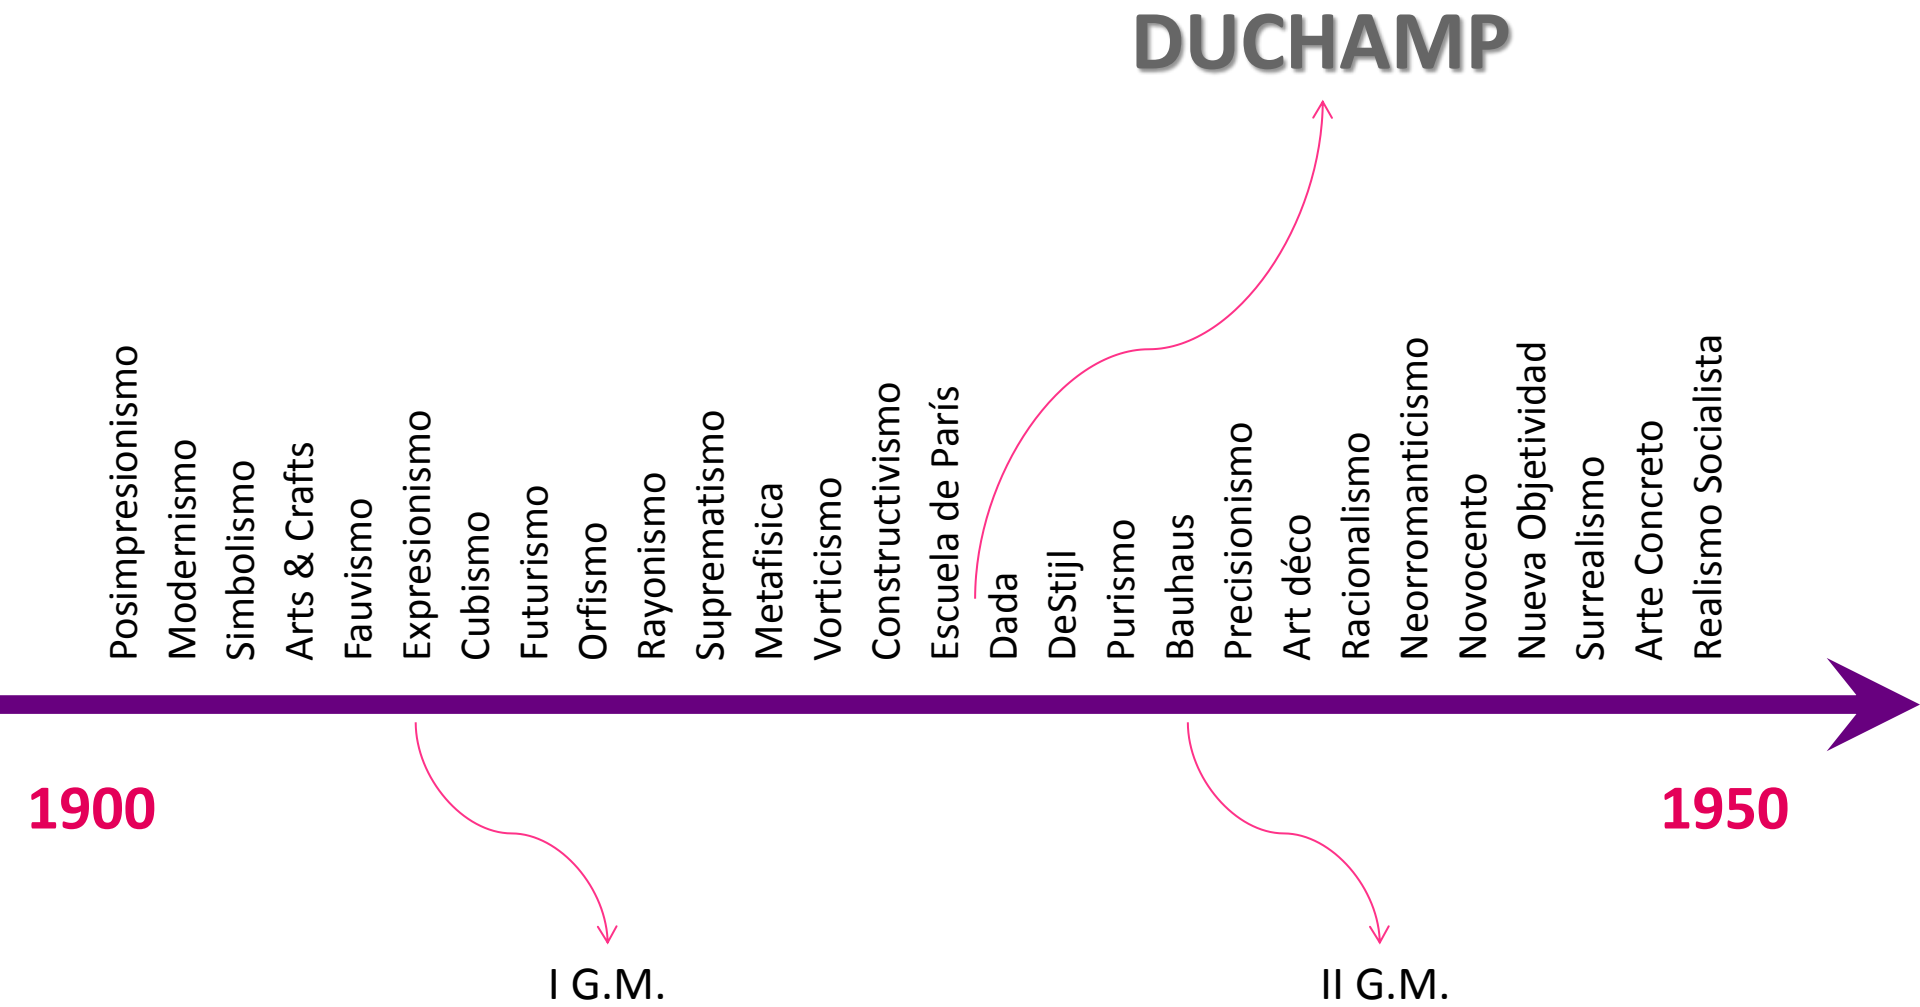 DUCHAMP
Posimpresionismo
Modernismo
Simbolismo
Arts & Crafts
Fauvismo
Expresionismo
Cubismo
Futurismo
Orfismo
Rayonismo
Suprematismo
Metafisica
Vorticismo
Constructivismo
Escuela de París
Dada
DeStijl
Purismo
Bauhaus
Precisionismo
Art déco
Racionalismo
Neorromanticismo
Novocento
Nueva Objetividad
Surrealismo
Arte Concreto
Realismo Socialista
1900
1950
I G.M.
II G.M.